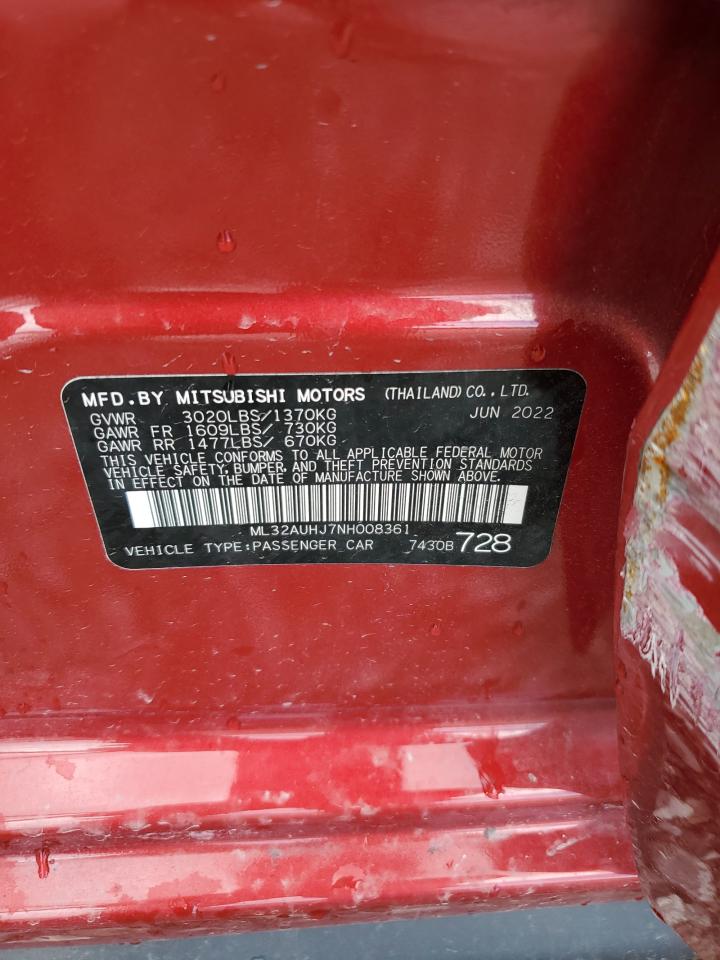 MFD.BY MITSUBISHI MOTORS (THAILAND) CO., LTD.
GVWR 3020LBS/1370KG JUN 2022
GAWR FR 1609LBS/ 730KG
GAWR RR 1477LBS/ 670KG
THIS VEHICLE CONFORMS TO ALL APPLICABLE FEDERAL MOTOR
VEHICLE SAFETY, BUMPER, AND THEFT PREVENTION STANDARDS
IN EFFECT ON THE DATE OF MANUFACTURE SHOWN ABOVE.
ML32AUHJ7NH008361
VEHICLE TYPE:PASSENGER CAR 7430B 728